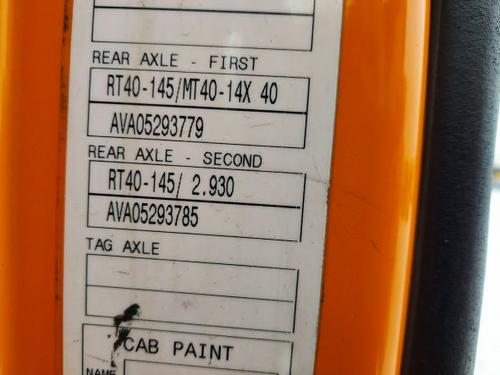 REAR AXLE - FIRST
RT40-145/MT40-14X 40
AVA05293779
REAR AXLE - SECOND
RT40-145/ 2.930
AVA05293785
TAG AXLE
CAB PAINT
NAME